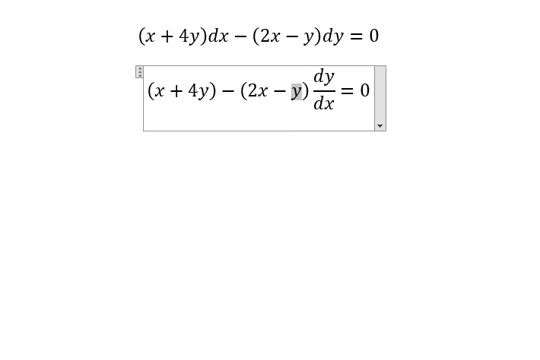 (x + 4y)dx − (2x − y)dy = 0
(x + 4y) − (2x − y) dy/dx = 0